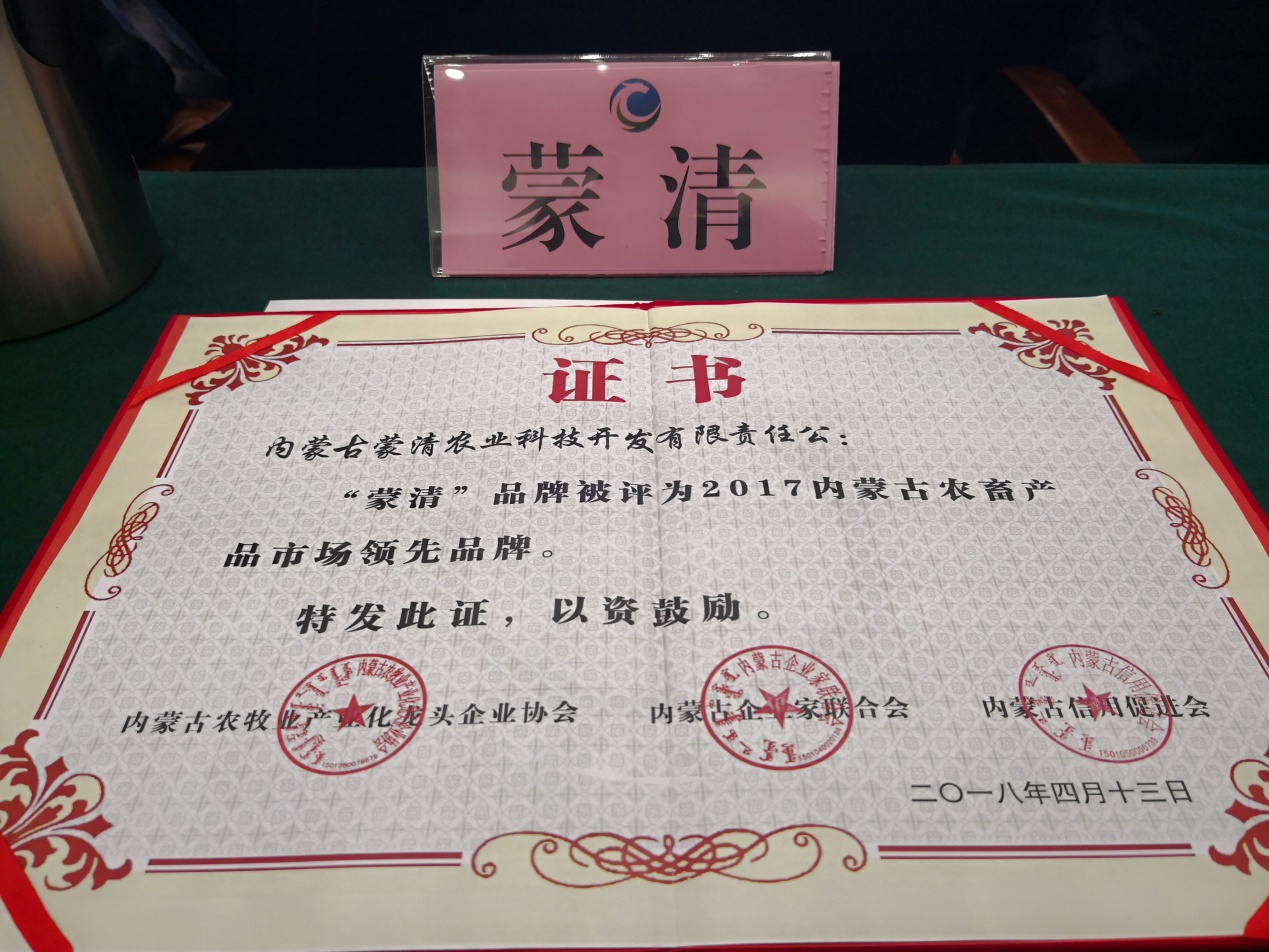 蒙清
证书
内蒙古蒙清农业科技开发有限责任公：
“蒙清”品牌被评为2017内蒙古农畜产
品市场领先品牌。
特发此证，以资鼓励。
内蒙古农牧业产业化龙头企业协会 内蒙古企业家联合会 内蒙古信用促进会
二〇一八年四月十三日